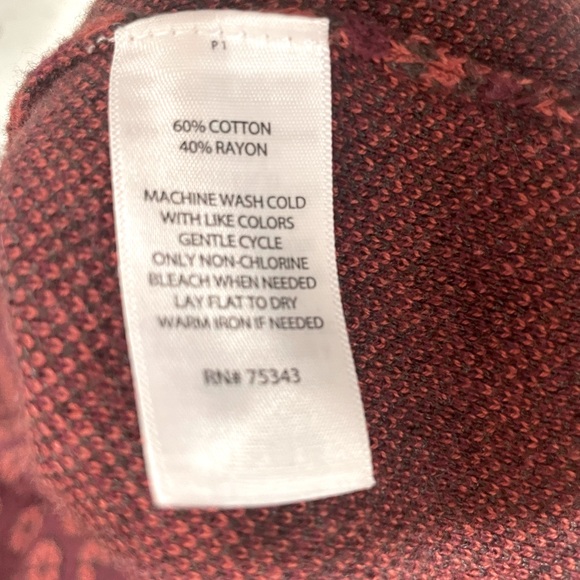 P1
60% COTTON
40% RAYON
MACHINE WASH COLD
WITH LIKE COLORS
GENTLE CYCLE
ONLY NON-CHLORINE
BLEACH WHEN NEEDED
LAY FLAT TO DRY
WARM IRON IF NEEDED
RN# 75343